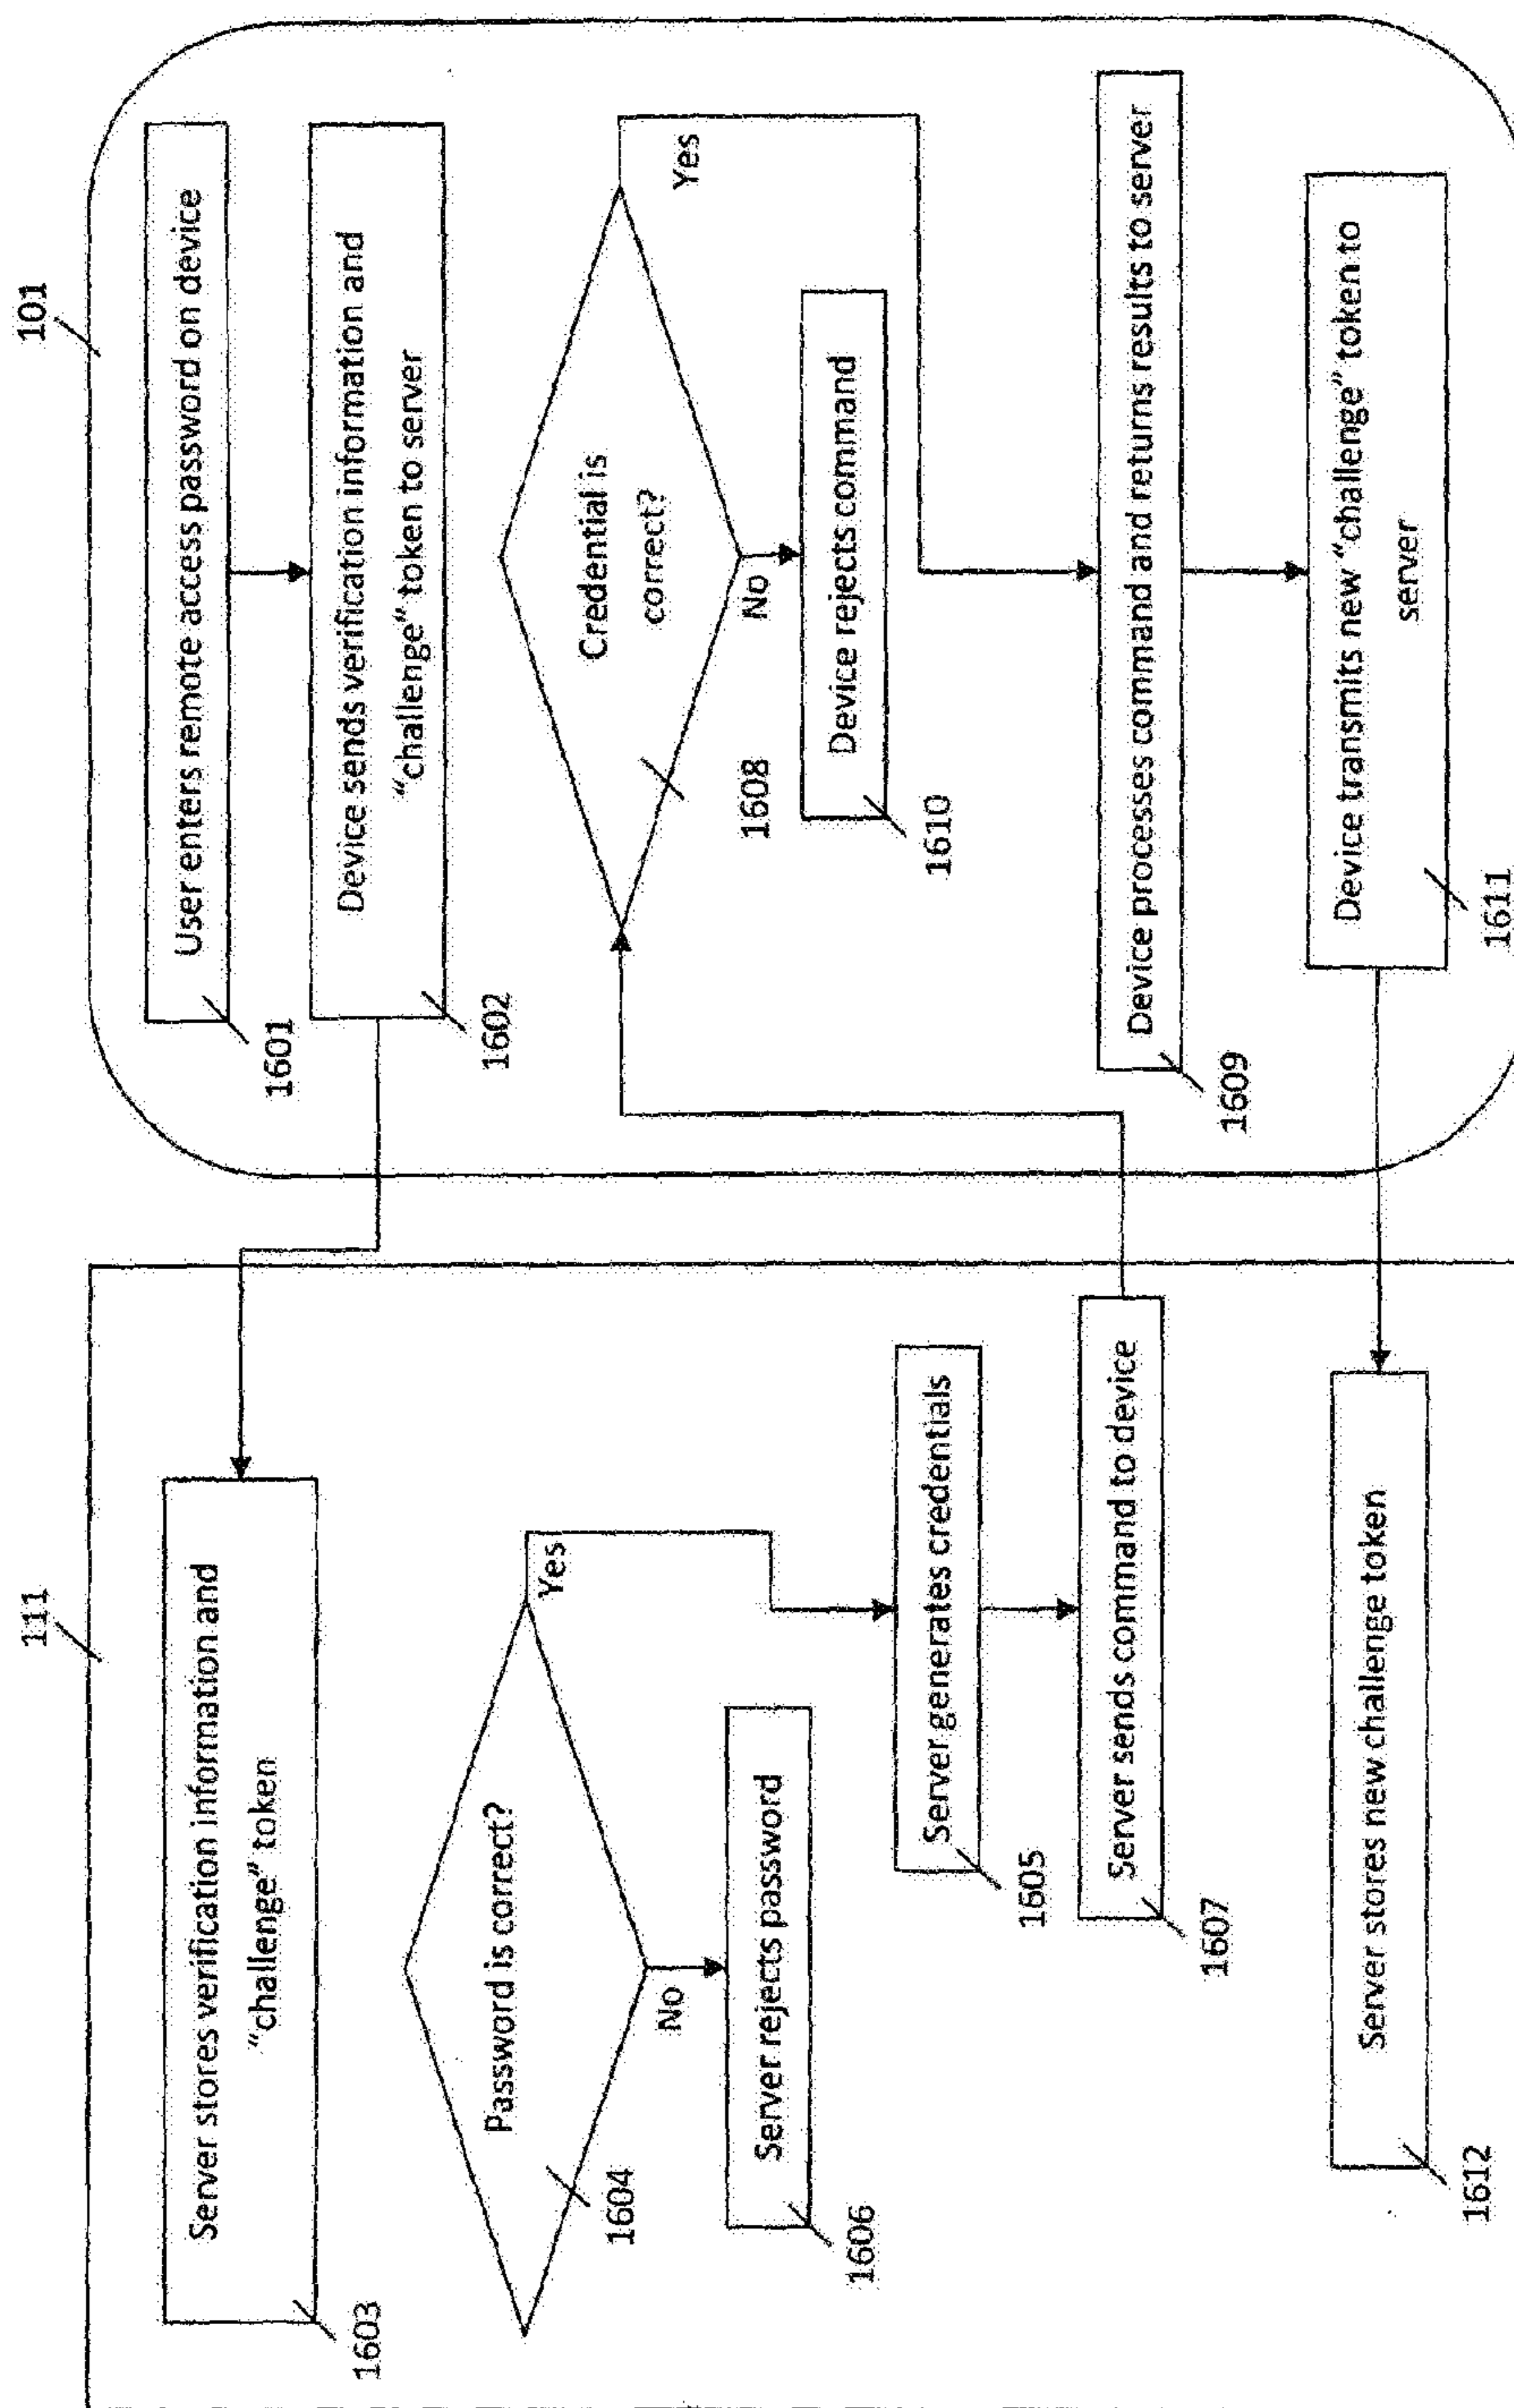 111
Server stores verification information and
“challenge” token
1603
Password is correct?
Yes
No
1604
Server rejects password
1606
Server generates credentials
1605
Server sends command to device
1607
Server stores new challenge token
1612
101
User enters remote access password on device
1601
Device sends verification information and
“challenge” token to server
1602
Credential is
correct?
Yes
No
1608
Device rejects command
1610
Device processes command and returns results to server
1609
Device transmits new “challenge” token to
server
1611